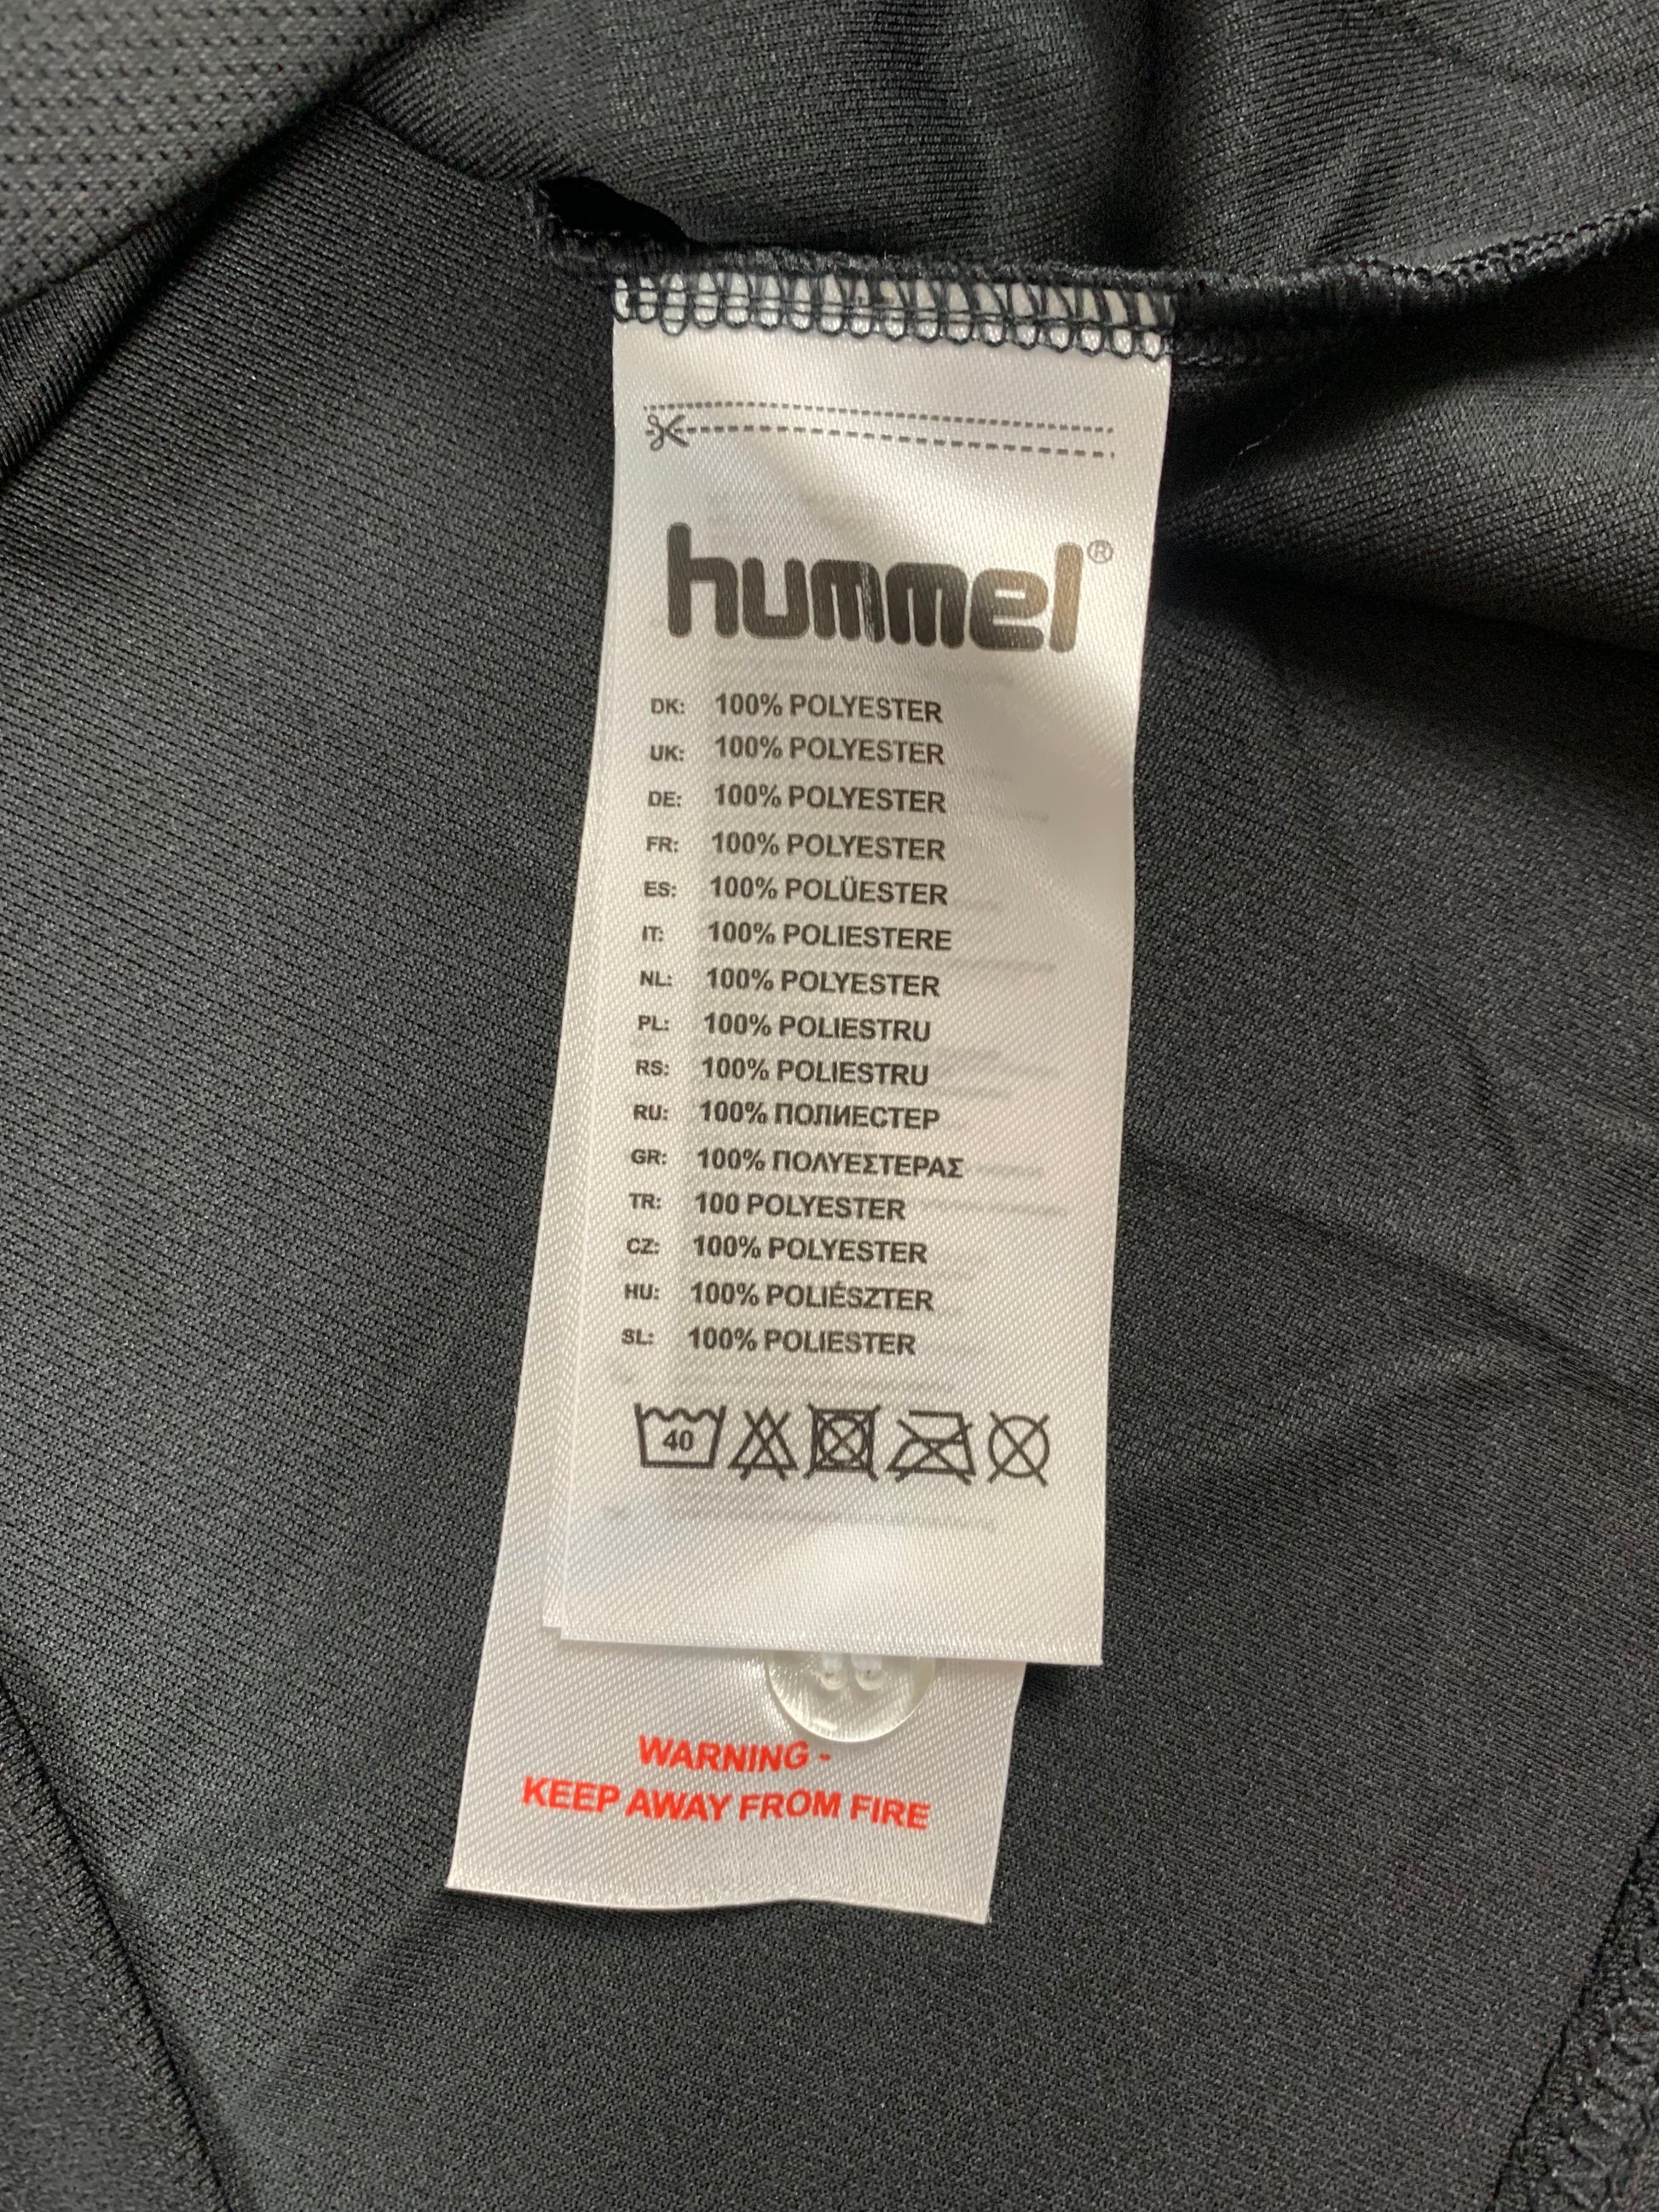 hummel®
DK: 100% POLYESTER
UK: 100% POLYESTER
DE: 100% POLYESTER
FR: 100% POLYESTER
ES: 100% POLÜESTER
IT: 100% POLIESTERE
NL: 100% POLYESTER
PL: 100% POLIESTRU
RS: 100% POLIESTRU
RU: 100% ПОЛИЕСТЕР
GR: 100% ΠΟΛΥΕΣΤΕΡΑΣ
TR: 100 POLYESTER
CZ: 100% POLYESTER
HU: 100% POLIÉSZTER
SL: 100% POLIESTER
40
WARNING -
KEEP AWAY FROM FIRE